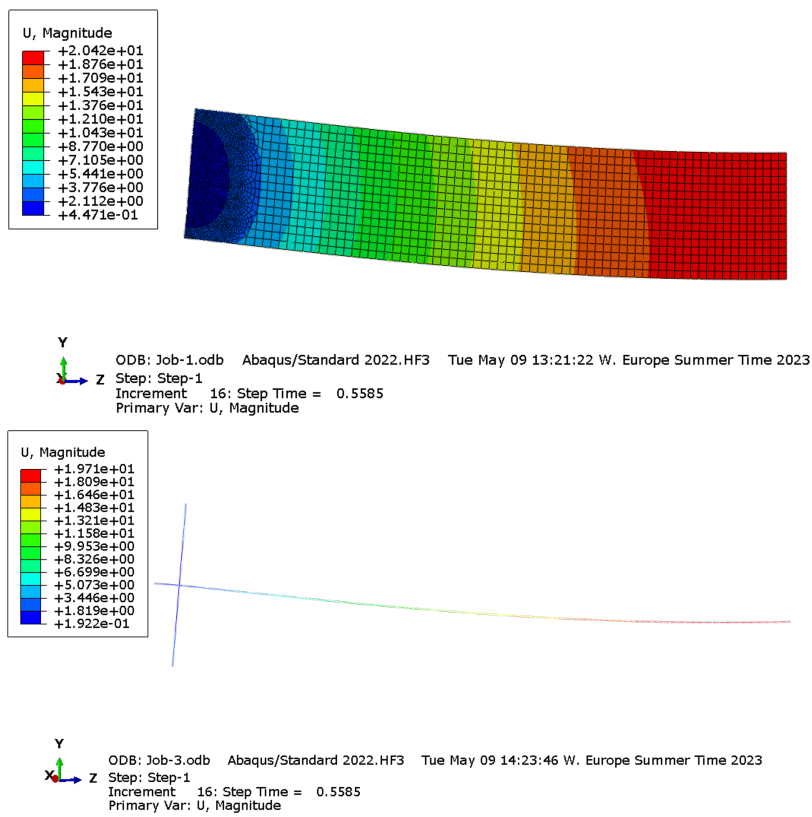 U, Magnitude
+2.042e+01
+1.876e+01
+1.709e+01
+1.543e+01
+1.376e+01
+1.210e+01
+1.043e+01
+8.770e+00
+7.105e+00
+5.441e+00
+3.776e+00
+2.112e+00
+4.471e-01
Y
X
Z
ODB: Job-1.odb Abaqus/Standard 2022.HF3 Tue May 09 13:21:22 W. Europe Summer Time 2023
Step: Step-1
Increment 16: Step Time = 0.5585
Primary Var: U, Magnitude
U, Magnitude
+1.971e+01
+1.809e+01
+1.646e+01
+1.483e+01
+1.321e+01
+1.158e+01
+9.953e+00
+8.326e+00
+6.699e+00
+5.073e+00
+3.446e+00
+1.819e+00
+1.922e-01
Y
X
Z
ODB: Job-3.odb Abaqus/Standard 2022.HF3 Tue May 09 14:23:46 W. Europe Summer Time 2023
Step: Step-1
Increment 16: Step Time = 0.5585
Primary Var: U, Magnitude